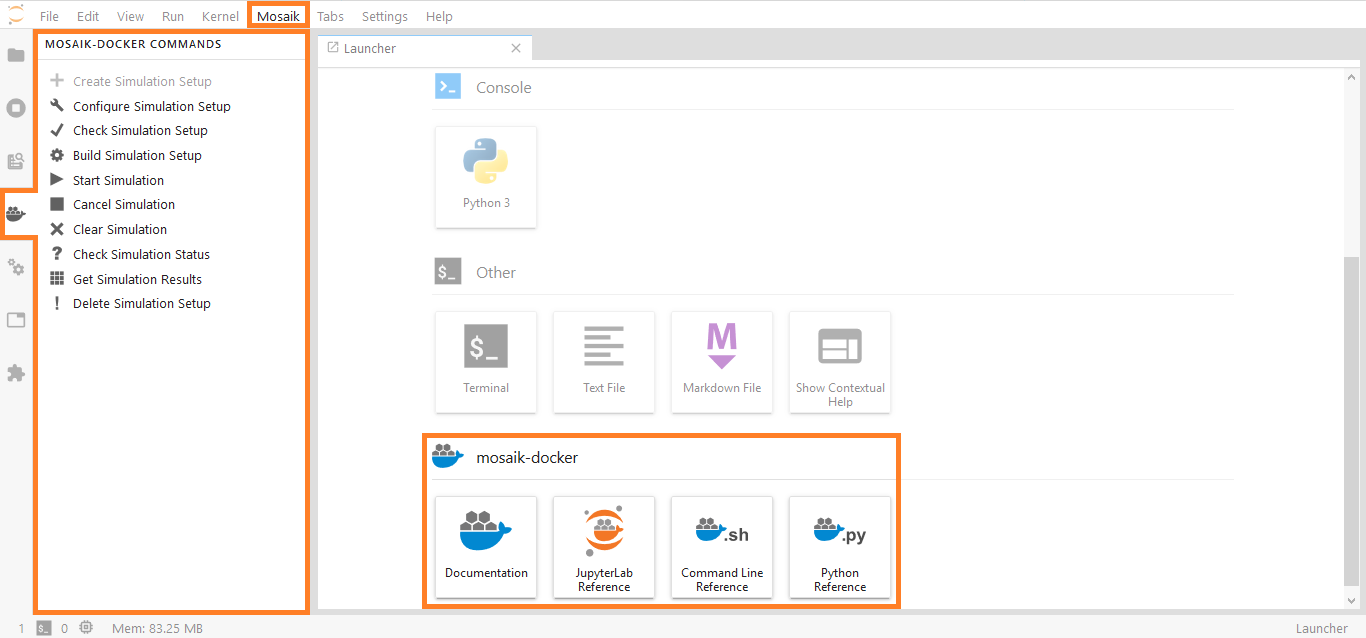 File Edit View Run Kernel Mosaik Tabs Settings Help
MOSAIK-DOCKER COMMANDS
Create Simulation Setup
Configure Simulation Setup
Check Simulation Setup
Build Simulation Setup
Start Simulation
Cancel Simulation
Clear Simulation
? Check Simulation Status
Get Simulation Results
! Delete Simulation Setup
Launcher
>_ Console
Python 3
$_ Other
$_
Terminal
Text File
M
Markdown File
Show Contextual
Help
mosaik-docker
Documentation
JupyterLab
Reference
.sh
Command Line
Reference
.py
Python
Reference
1 $_ 0 Mem: 83.25 MB
Launcher